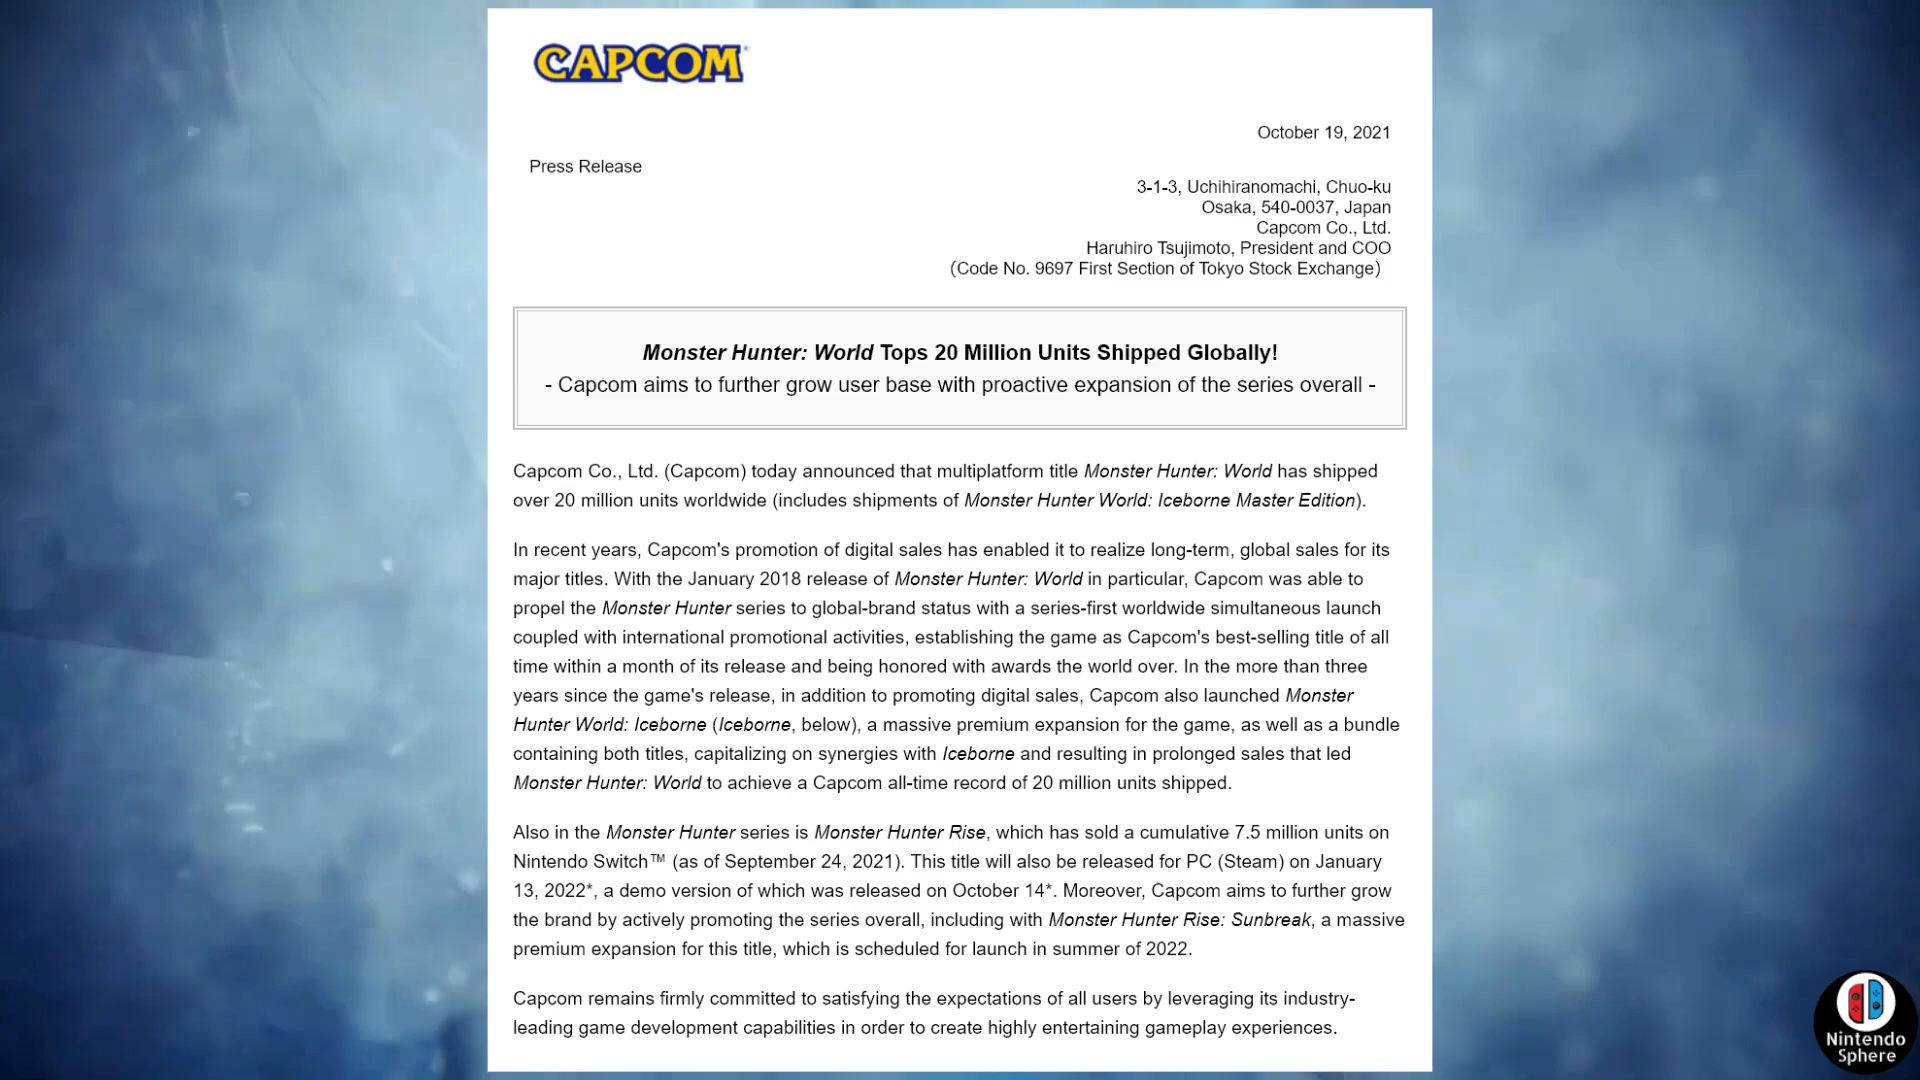 CAPCOM
October 19, 2021
Press Release
3-1-3, Uchihiranomachi, Chuo-ku
Osaka, 540-0037, Japan
Capcom Co., Ltd.
Haruhiro Tsujimoto, President and COO
(Code No. 9697 First Section of Tokyo Stock Exchange)
Monster Hunter: World Tops 20 Million Units Shipped Globally!
- Capcom aims to further grow user base with proactive expansion of the series overall -
Capcom Co., Ltd. (Capcom) today announced that multiplatform title Monster Hunter: World has shipped
over 20 million units worldwide (includes shipments of Monster Hunter World: Iceborne Master Edition).
In recent years, Capcom's promotion of digital sales has enabled it to realize long-term, global sales for its
major titles. With the January 2018 release of Monster Hunter: World in particular, Capcom was able to
propel the Monster Hunter series to global-brand status with a series-first worldwide simultaneous launch
coupled with international promotional activities, establishing the game as Capcom's best-selling title of all
time within a month of its release and being honored with awards the world over. In the more than three
years since the game's release, in addition to promoting digital sales, Capcom also launched Monster
Hunter World: Iceborne (Iceborne, below), a massive premium expansion for the game, as well as a bundle
containing both titles, capitalizing on synergies with Iceborne and resulting in prolonged sales that led
Monster Hunter: World to achieve a Capcom all-time record of 20 million units shipped.
Also in the Monster Hunter series is Monster Hunter Rise, which has sold a cumulative 7.5 million units on
Nintendo Switch™ (as of September 24, 2021). This title will also be released for PC (Steam) on January
13, 2022*, a demo version of which was released on October 14*. Moreover, Capcom aims to further grow
the brand by actively promoting the series overall, including with Monster Hunter Rise: Sunbreak, a massive
premium expansion for this title, which is scheduled for launch in summer of 2022.
Capcom remains firmly committed to satisfying the expectations of all users by leveraging its industry-
leading game development capabilities in order to create highly entertaining gameplay experiences.
Nintendo
Sphere